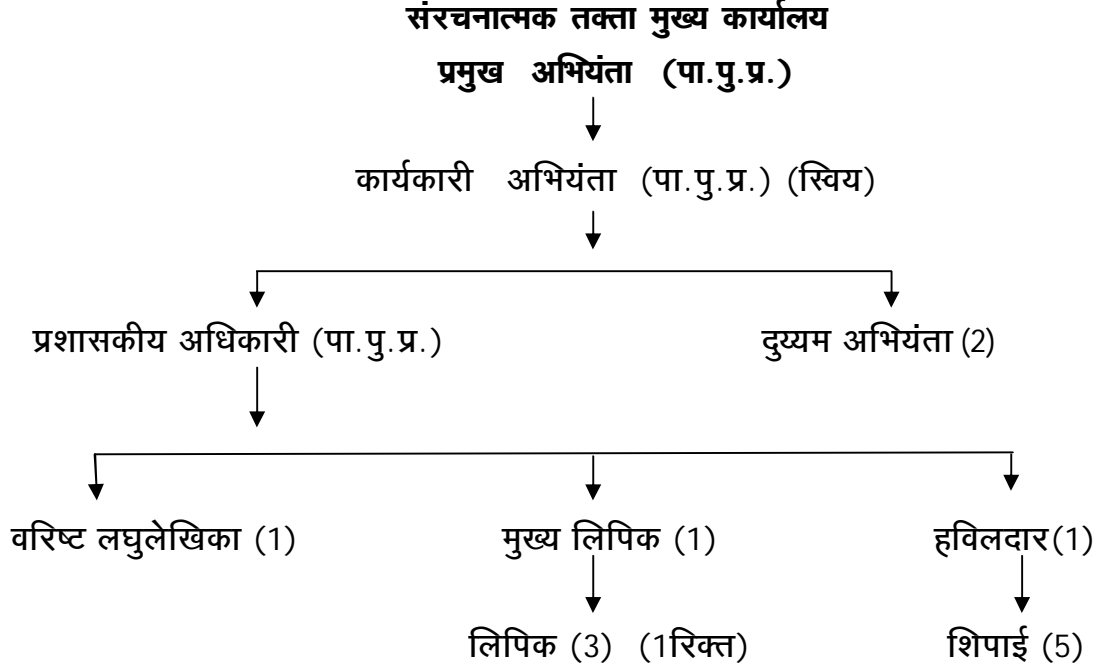 संरचनात्मक तक्ता मुख्य कार्यालय
प्रमुख अभियंता (पा.पु.प्र.)
कार्यकारी अभियंता (पा.पु.प्र.) (स्विय)
प्रशासकीय अधिकारी (पा.पु.प्र.) दुय्यम अभियंता (2)
वरिष्ट लघुलेखिका (1) मुख्य लिपिक (1) हविलदार(1)
लिपिक (3) (1रिक्त) शिपाई (5)